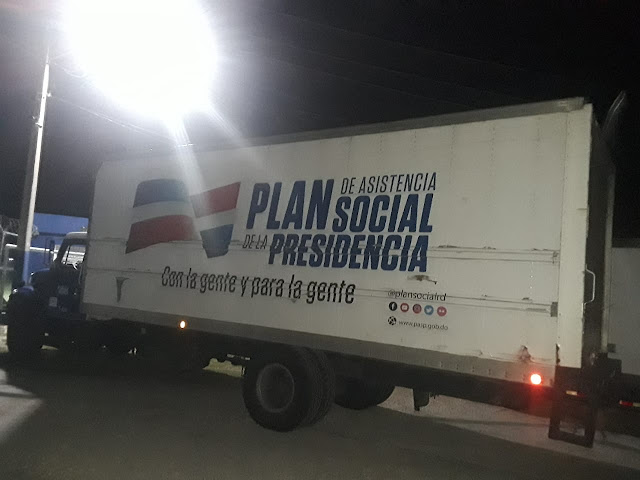 PLAN DE ASISTENCIA
SOCIAL
DE LA PRESIDENCIA
Con la gente y para la gente
@plansocialrd
www.pasp.gob.do